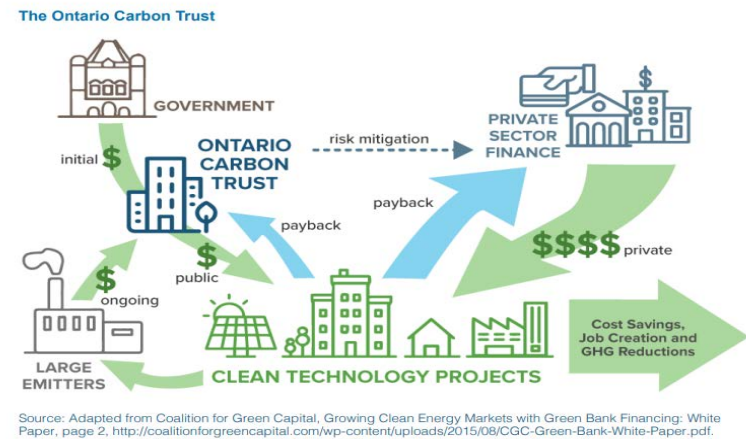 The Ontario Carbon Trust
GOVERNMENT
initial $
ONTARIO
CARBON
TRUST
risk mitigation
$
PRIVATE
SECTOR
FINANCE
payback
payback
$
public
$$$$ private
$
ongoing
LARGE
EMITTERS
CLEAN TECHNOLOGY PROJECTS
Cost Savings,
Job Creation and
GHG Reductions
Source: Adapted from Coalition for Green Capital, Growing Clean Energy Markets with Green Bank Financing: White
Paper, page 2, http://coalitionforgreencapital.com/wp-content/uploads/2015/08/CGC-Green-Bank-White-Paper.pdf.